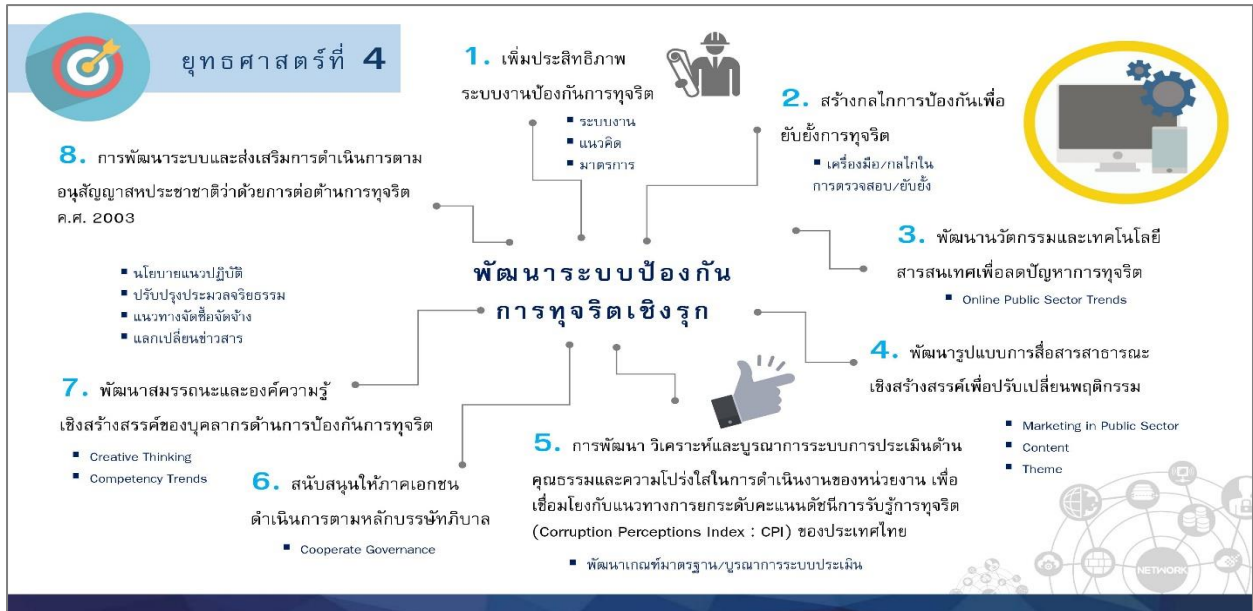 ยุทธศาสตร์ที่ 4
1. เพิ่มประสิทธิภาพ
ระบบงานป้องกันการทุจริต
▪ ระบบงาน
▪ แนวคิด
▪ มาตรการ
2. สร้างกลไกการป้องกันเพื่อ
ยับยั้งการทุจริต
▪ เครื่องมือ/กลไกใน
การตรวจสอบ/ยับยั้ง
3. พัฒนานวัตกรรมและเทคโนโลยี
สารสนเทศเพื่อลดปัญหาการทุจริต
▪ Online Public Sector Trends
4. พัฒนารูปแบบการสื่อสารสาธารณะ
เชิงสร้างสรรค์เพื่อปรับเปลี่ยนพฤติกรรม
▪ Marketing in Public Sector
▪ Content
▪ Theme
5. การพัฒนา วิเคราะห์และบูรณาการระบบการประเมินด้าน
คุณธรรมและความโปร่งใสในการดำเนินงานของหน่วยงาน เพื่อ
เชื่อมโยงกับแนวทางการยกระดับคะแนนดัชนีการรับรู้การทุจริต
(Corruption Perceptions Index : CPI) ของประเทศไทย
▪ พัฒนาเกณฑ์มาตรฐาน/บูรณาการระบบประเมิน
6. สนับสนุนให้ภาคเอกชน
ดำเนินการตามหลักบรรษัทภิบาล
▪ Cooperate Governance
7. พัฒนาสมรรถนะและองค์ความรู้
เชิงสร้างสรรค์ของบุคลากรด้านการป้องกันการทุจริต
▪ Creative Thinking
▪ Competency Trends
8. การพัฒนาระบบและส่งเสริมการดำเนินการตาม
อนุสัญญาสหประชาชาติว่าด้วยการต่อต้านการทุจริต
ค.ศ. 2003
▪ นโยบายแนวปฏิบัติ
▪ ปรับปรุงประมวลจริยธรรม
▪ แนวทางจัดซื้อจัดจ้าง
▪ แลกเปลี่ยนข่าวสาร
พัฒนาระบบป้องกัน
การทุจริตเชิงรุก
NETWORK